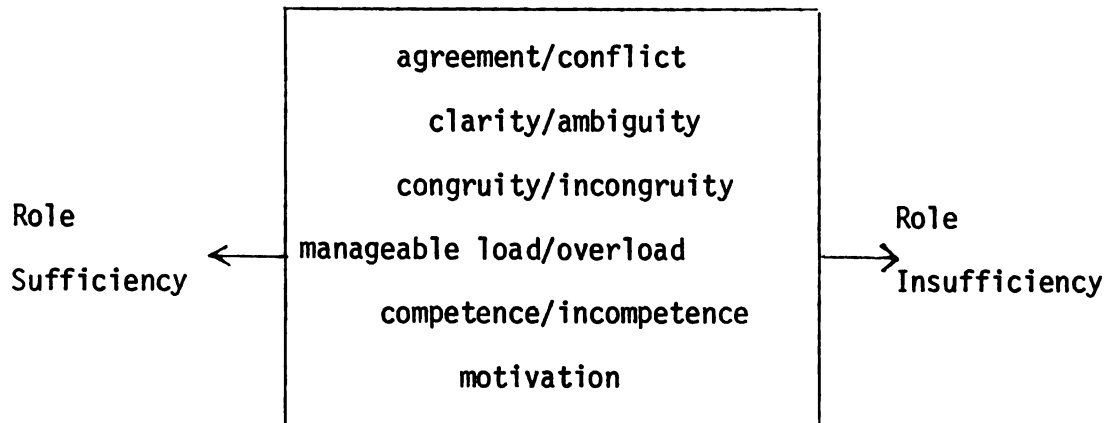 agreement/conflict
clarity/ambiguity
congruity/incongruity
Role
Sufficiency
manageable load/overload
Role
Insufficiency
competence/incompetence
motivation